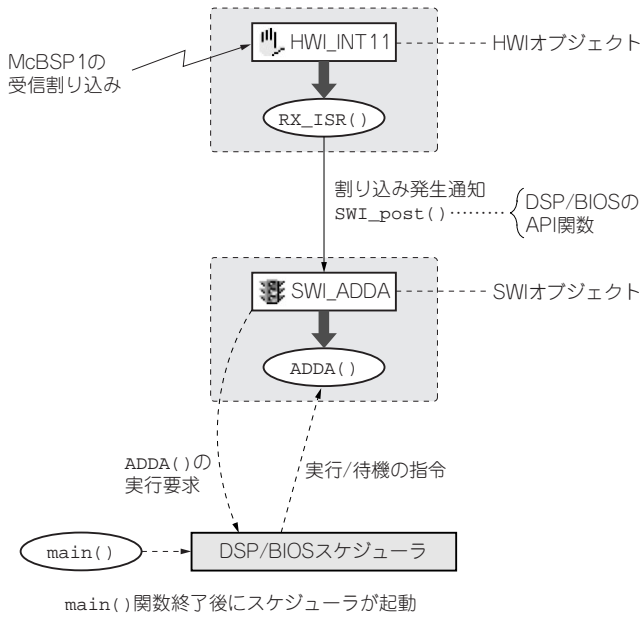 HWI_INT11
HWIオブジェクト
McBSP1の
受信割り込み
RX_ISR()
割り込み発生通知
SWI_post()
DSP/BIOSの
API関数
SWI_ADDA
SWIオブジェクト
ADDA()
ADDA()の
実行要求
実行/待機の指令
main()
DSP/BIOSスケジューラ
main()関数終了後にスケジューラが起動